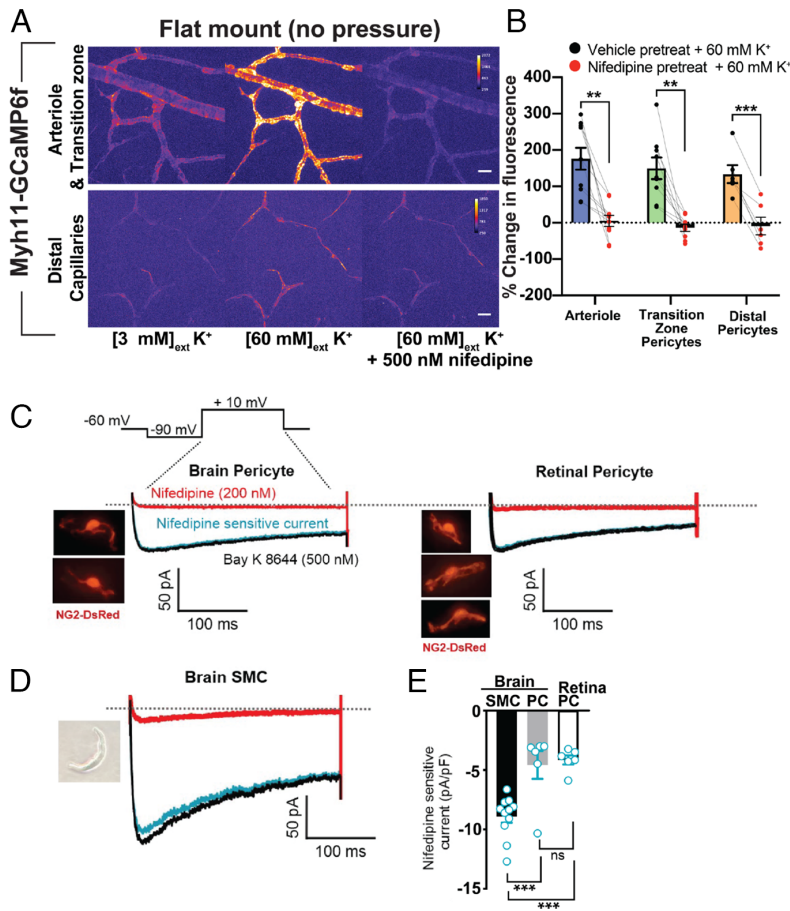 A
Flat mount (no pressure)
Myh11-GCaMP6f
Arteriole
& Transition zone
Distal
Capillaries
[3 mM]ext K+
[60 mM]ext K+
[60 mM]ext K+
+ 500 nM nifedipine
B
Vehicle pretreat + 60 mM K+
Nifedipine pretreat + 60 mM K+
% Change in fluorescence
400
300
200
100
0
-100
-200
**
**
***
Arteriole
Transition
Zone
Pericytes
Distal
Pericytes
C
-60 mV
-90 mV
+ 10 mV
Brain Pericyte
Nifedipine (200 nM)
Nifedipine sensitive current
Bay K 8644 (500 nM)
NG2-DsRed
50 pA
100 ms
Retinal Pericyte
NG2-DsRed
50 pA
100 ms
D
Brain SMC
50 pA
100 ms
E
Brain
Retina
SMC PC PC
Nifedipine sensitive
current (pA/pF)
0
-5
-10
-15
ns
***
***